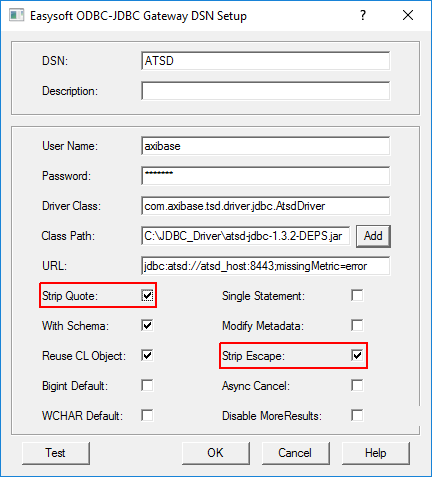 Easysoft ODBC-JDBC Gateway DSN Setup ?
DSN: ATSD
Description:
User Name: axibase
Password: *******
Driver Class: com.axibase.tsd.driver.jdbc.AtsdDriver
Class Path: C:\JDBC_Driver\atsd-jdbc-1.3.2-DEPS.jar Add
URL: jdbc:atsd://atsd_host:8443;missingMetric=error
Strip Quote: Single Statement:
With Schema: Modify Metadata:
Reuse CL Object: Strip Escape:
Bigint Default: Async Cancel:
WCHAR Default: Disable MoreResults:
Test OK Cancel Help